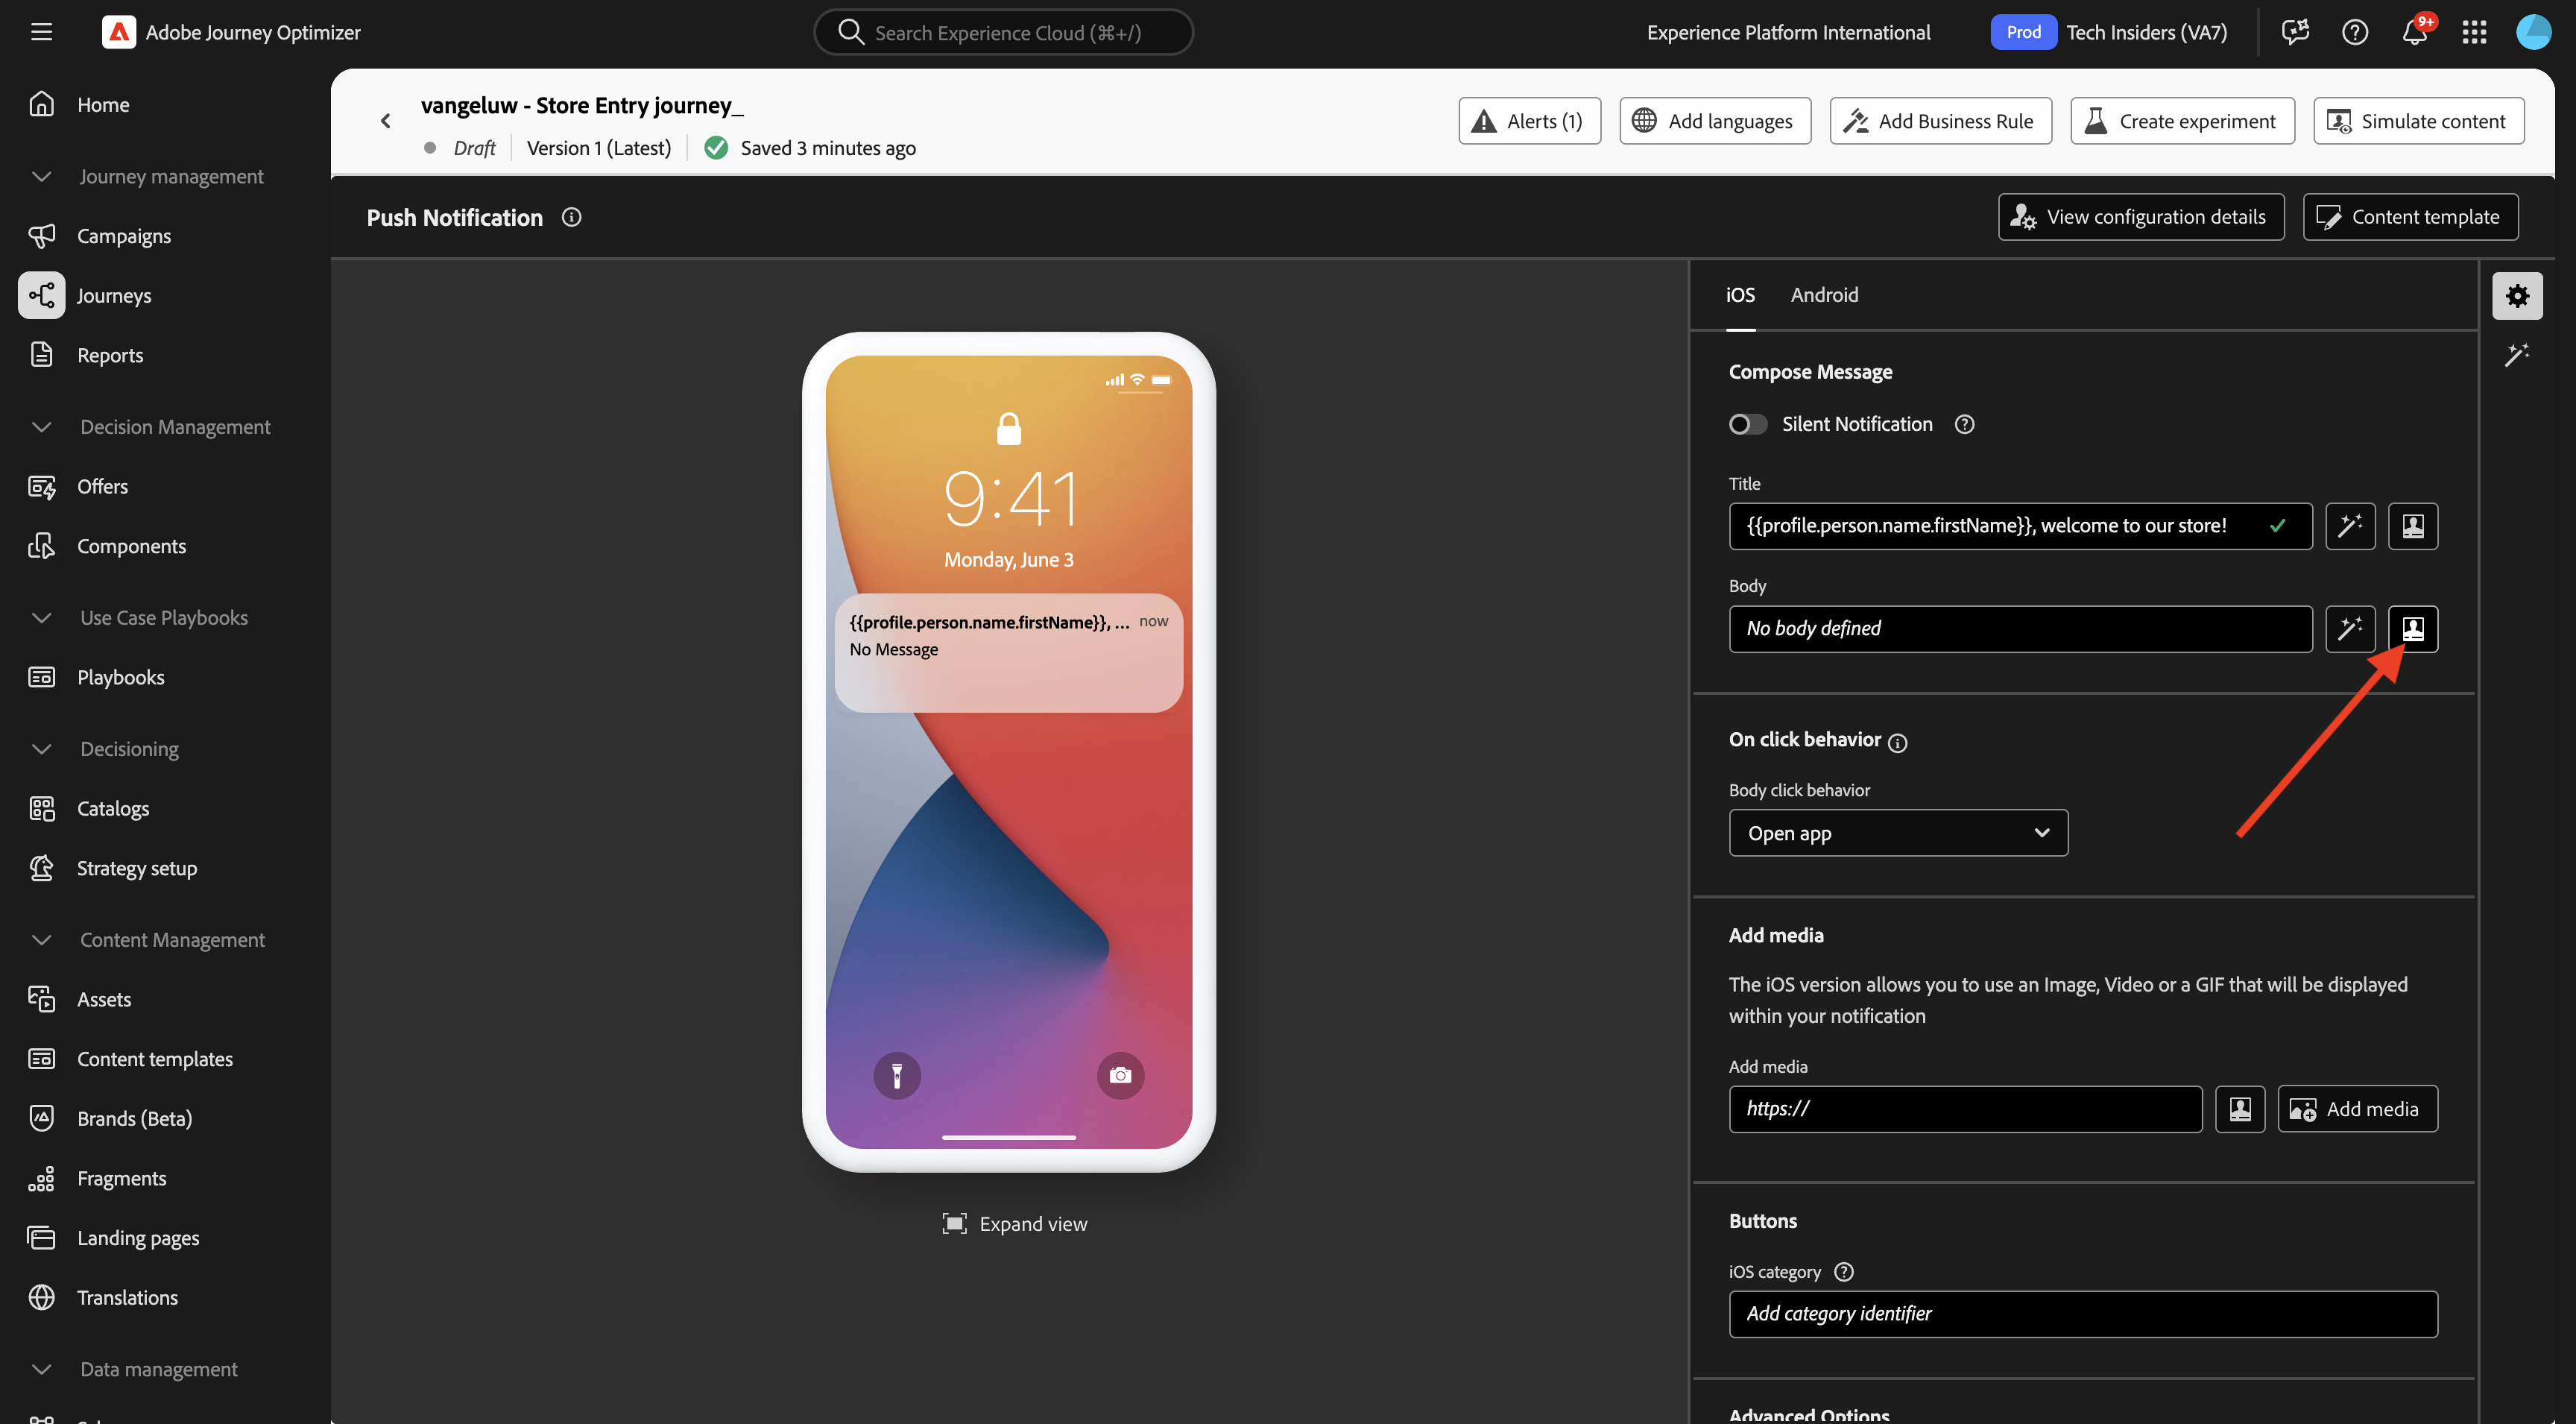 Adobe Journey Optimizer
Search Experience Cloud (⌘+/)
Experience Platform International
Prod
Tech Insiders (VA7)
9+
Home
Journey management
Campaigns
Journeys
Reports
Decision Management
Offers
Components
Use Case Playbooks
Playbooks
Decisioning
Catalogs
Strategy setup
Content Management
Assets
Content templates
Brands (Beta)
Fragments
Landing pages
Translations
Data management
vangeluw - Store Entry journey_
Draft
Version 1 (Latest)
Saved 3 minutes ago
Alerts (1)
Add languages
Add Business Rule
Create experiment
Simulate content
Push Notification
View configuration details
Content template
9:41
Monday, June 3
{{profile.person.name.firstName}}, ... now
No Message
Expand view
iOS
Android
Compose Message
Silent Notification
Title
{{profile.person.name.firstName}}, welcome to our store!
Body
No body defined
On click behavior
Body click behavior
Open app
Add media
The iOS version allows you to use an Image, Video or a GIF that will be displayed
within your notification
Add media
https://
Add media
Buttons
iOS category
Add category identifier
Advanced Options